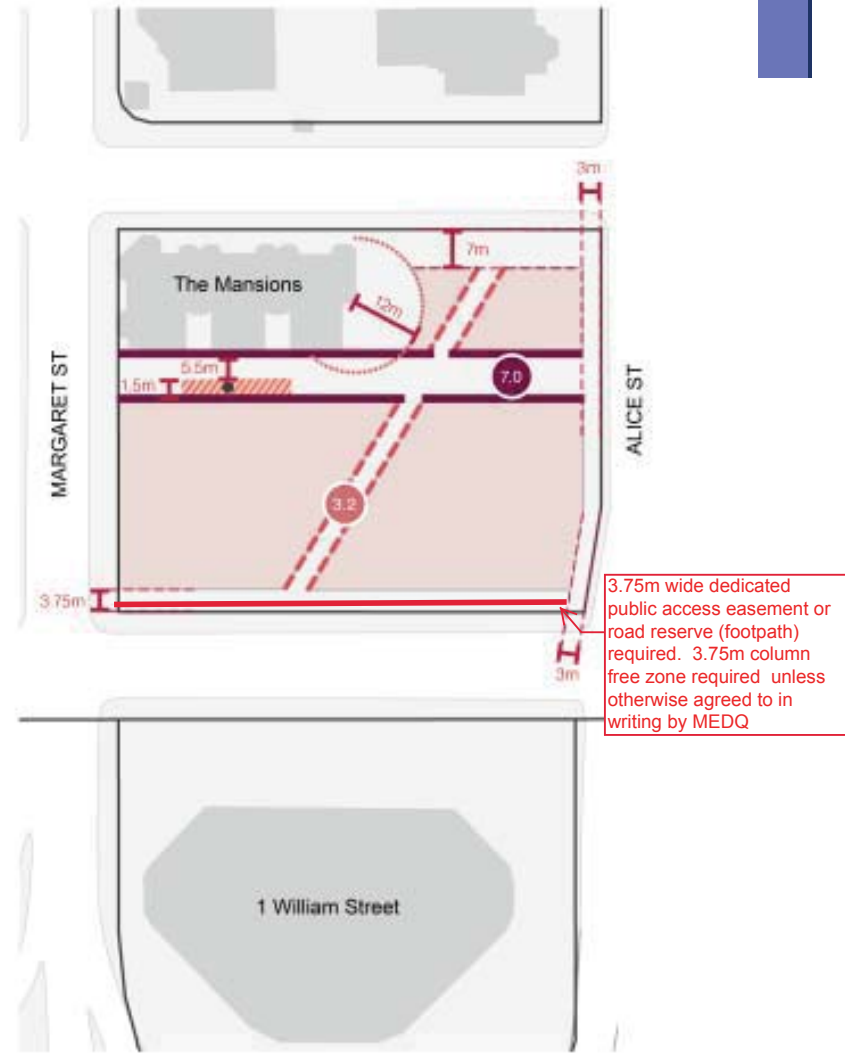 3m
7m
The Mansions
12m
5.5m
1.5m
7.0
MARGARET ST
ALICE ST
3.2
3.75m
3.75m wide dedicated
public access easement or
road reserve (footpath)
required. 3.75m column
free zone required unless
otherwise agreed to in
writing by MEDQ
3m
1 William Street